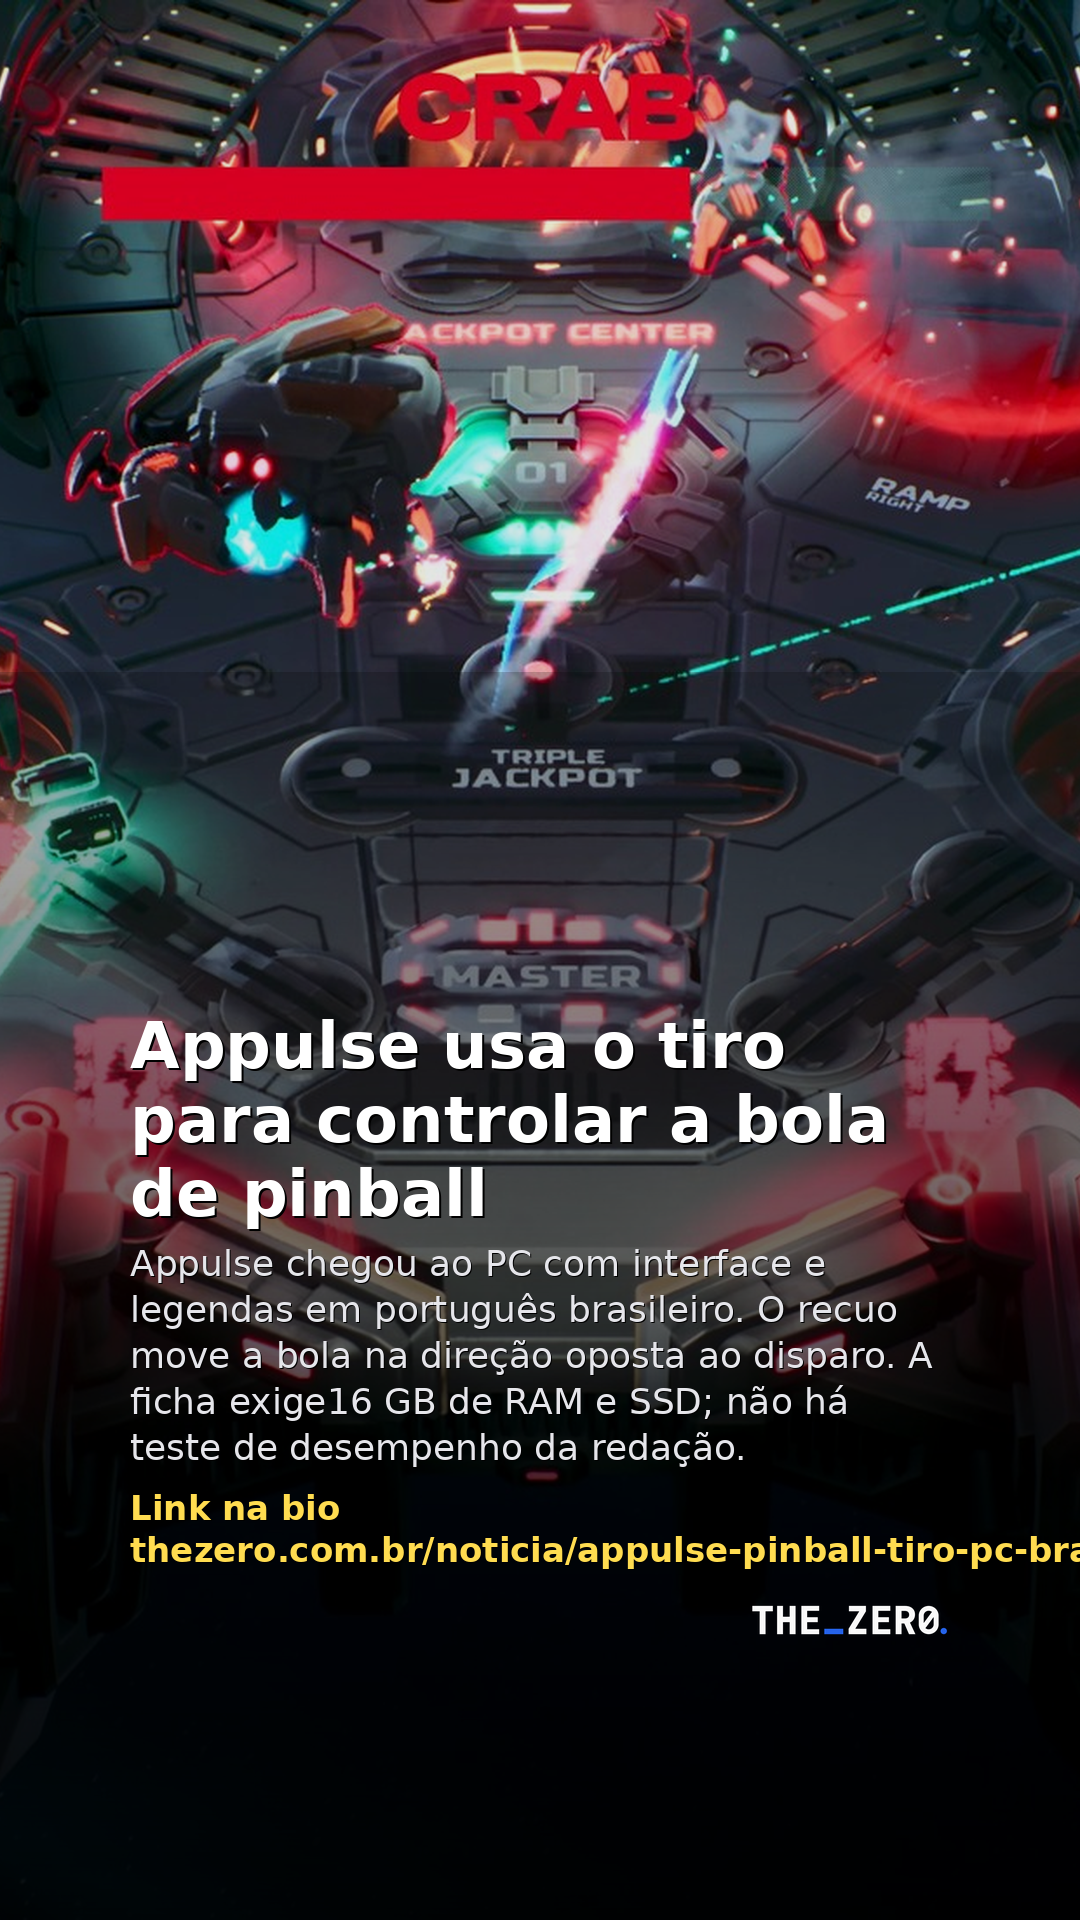 CRAB
ACKPOT CENTER
01
RAMP
RIGHT
TRIPLE
JACKPOT
MASTER
Appulse usa o tiro
para controlar a bola
de pinball
Appulse chegou ao PC com interface e
legendas em português brasileiro. O recuo
move a bola na direção oposta ao disparo. A
ficha exige16 GB de RAM e SSD; não há
teste de desempenho da redação.
Link na bio
thezero.com.br/noticia/appulse-pinball-tiro-pc-bra
THE_ZER0.